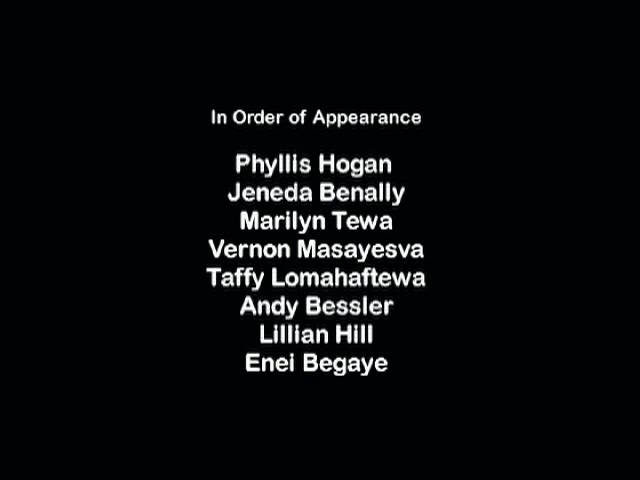 In Order of Appearance
Phyllis Hogan
Jeneda Benally
Marilyn Tewa
Vernon Masayesva
Taffy Lomahaftewa
Andy Bessler
Lillian Hill
Enei Begaye